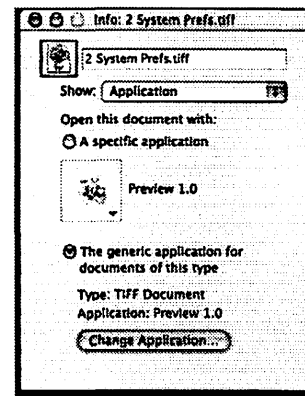 Info: 2 System Prefs.tiff
2 System Prefs.tiff
Show: Application
Open this document with:
A specific application
Preview 1.0
The generic application for
documents of this type
Type: TIFF Document
Application: Preview 1.0
Change Application...